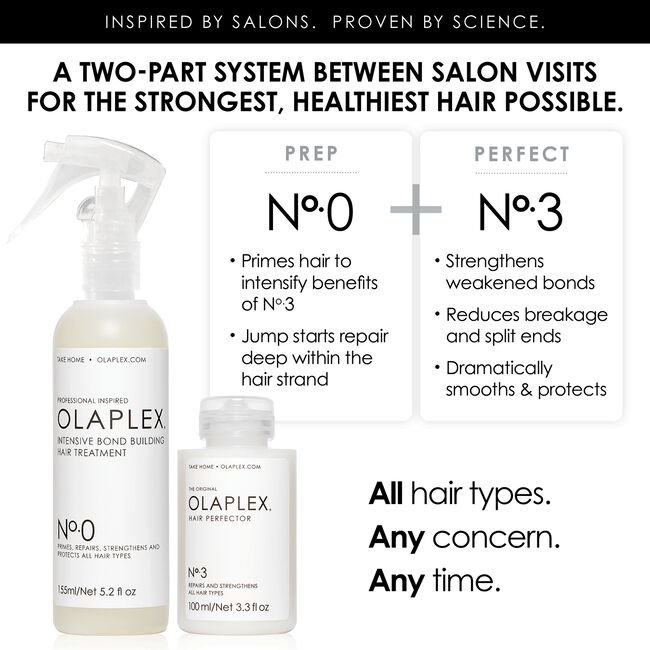 INSPIRED BY SALONS. PROVEN BY SCIENCE.
A TWO-PART SYSTEM BETWEEN SALON VISITS
FOR THE STRONGEST, HEALTHIEST HAIR POSSIBLE.
PREP
Nº.0
• Primes hair to
intensify benefits
of Nº.3
• Jump starts repair
deep within the
hair strand
+
PERFECT
Nº.3
• Strengthens
weakened bonds
• Reduces breakage
and split ends
• Dramatically
smooths & protects
TAKE HOME • OLAPLEX.COM
PROFESSIONAL INSPIRED
OLAPLEX.
INTENSIVE BOND BUILDING
HAIR TREATMENT
Nº.0
PRIMES, REPAIRS, STRENGTHENS AND
PROTECTS ALL HAIR TYPES
155ml/Net 5.2 fl oz
TAKE HOME • OLAPLEX.COM
THE ORIGINAL
OLAPLEX.
HAIR PERFECTOR
Nº.3
REPAIRS AND STRENGTHENS
ALL HAIR TYPES
100ml/Net 3.3 fl oz
All hair types.
Any concern.
Any time.